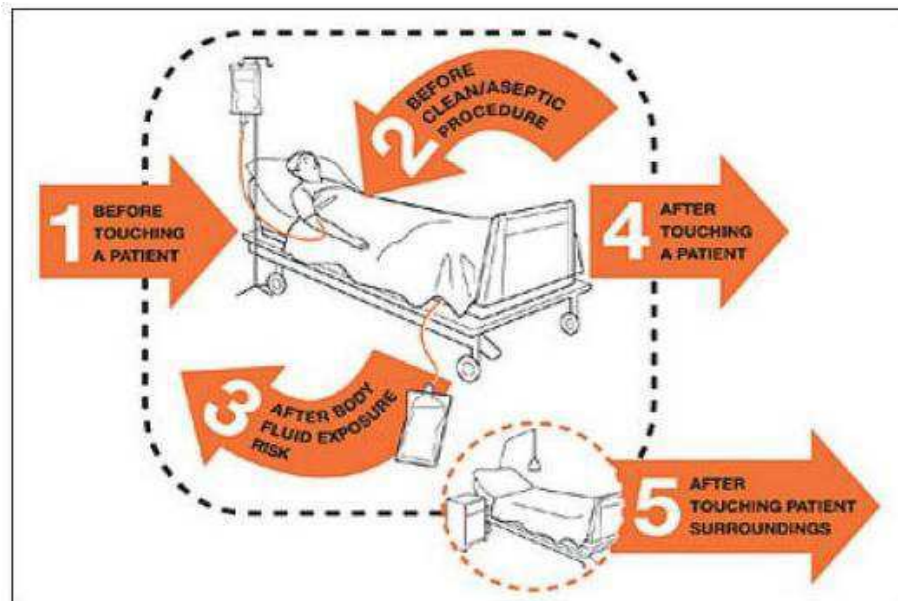 1
BEFORE
TOUCHING
A PATIENT
2
BEFORE
CLEAN/ASEPTIC
PROCEDURE
3
AFTER BODY
FLUID EXPOSURE
RISK
4
AFTER
TOUCHING
A PATIENT
5
AFTER
TOUCHING PATIENT
SURROUNDINGS